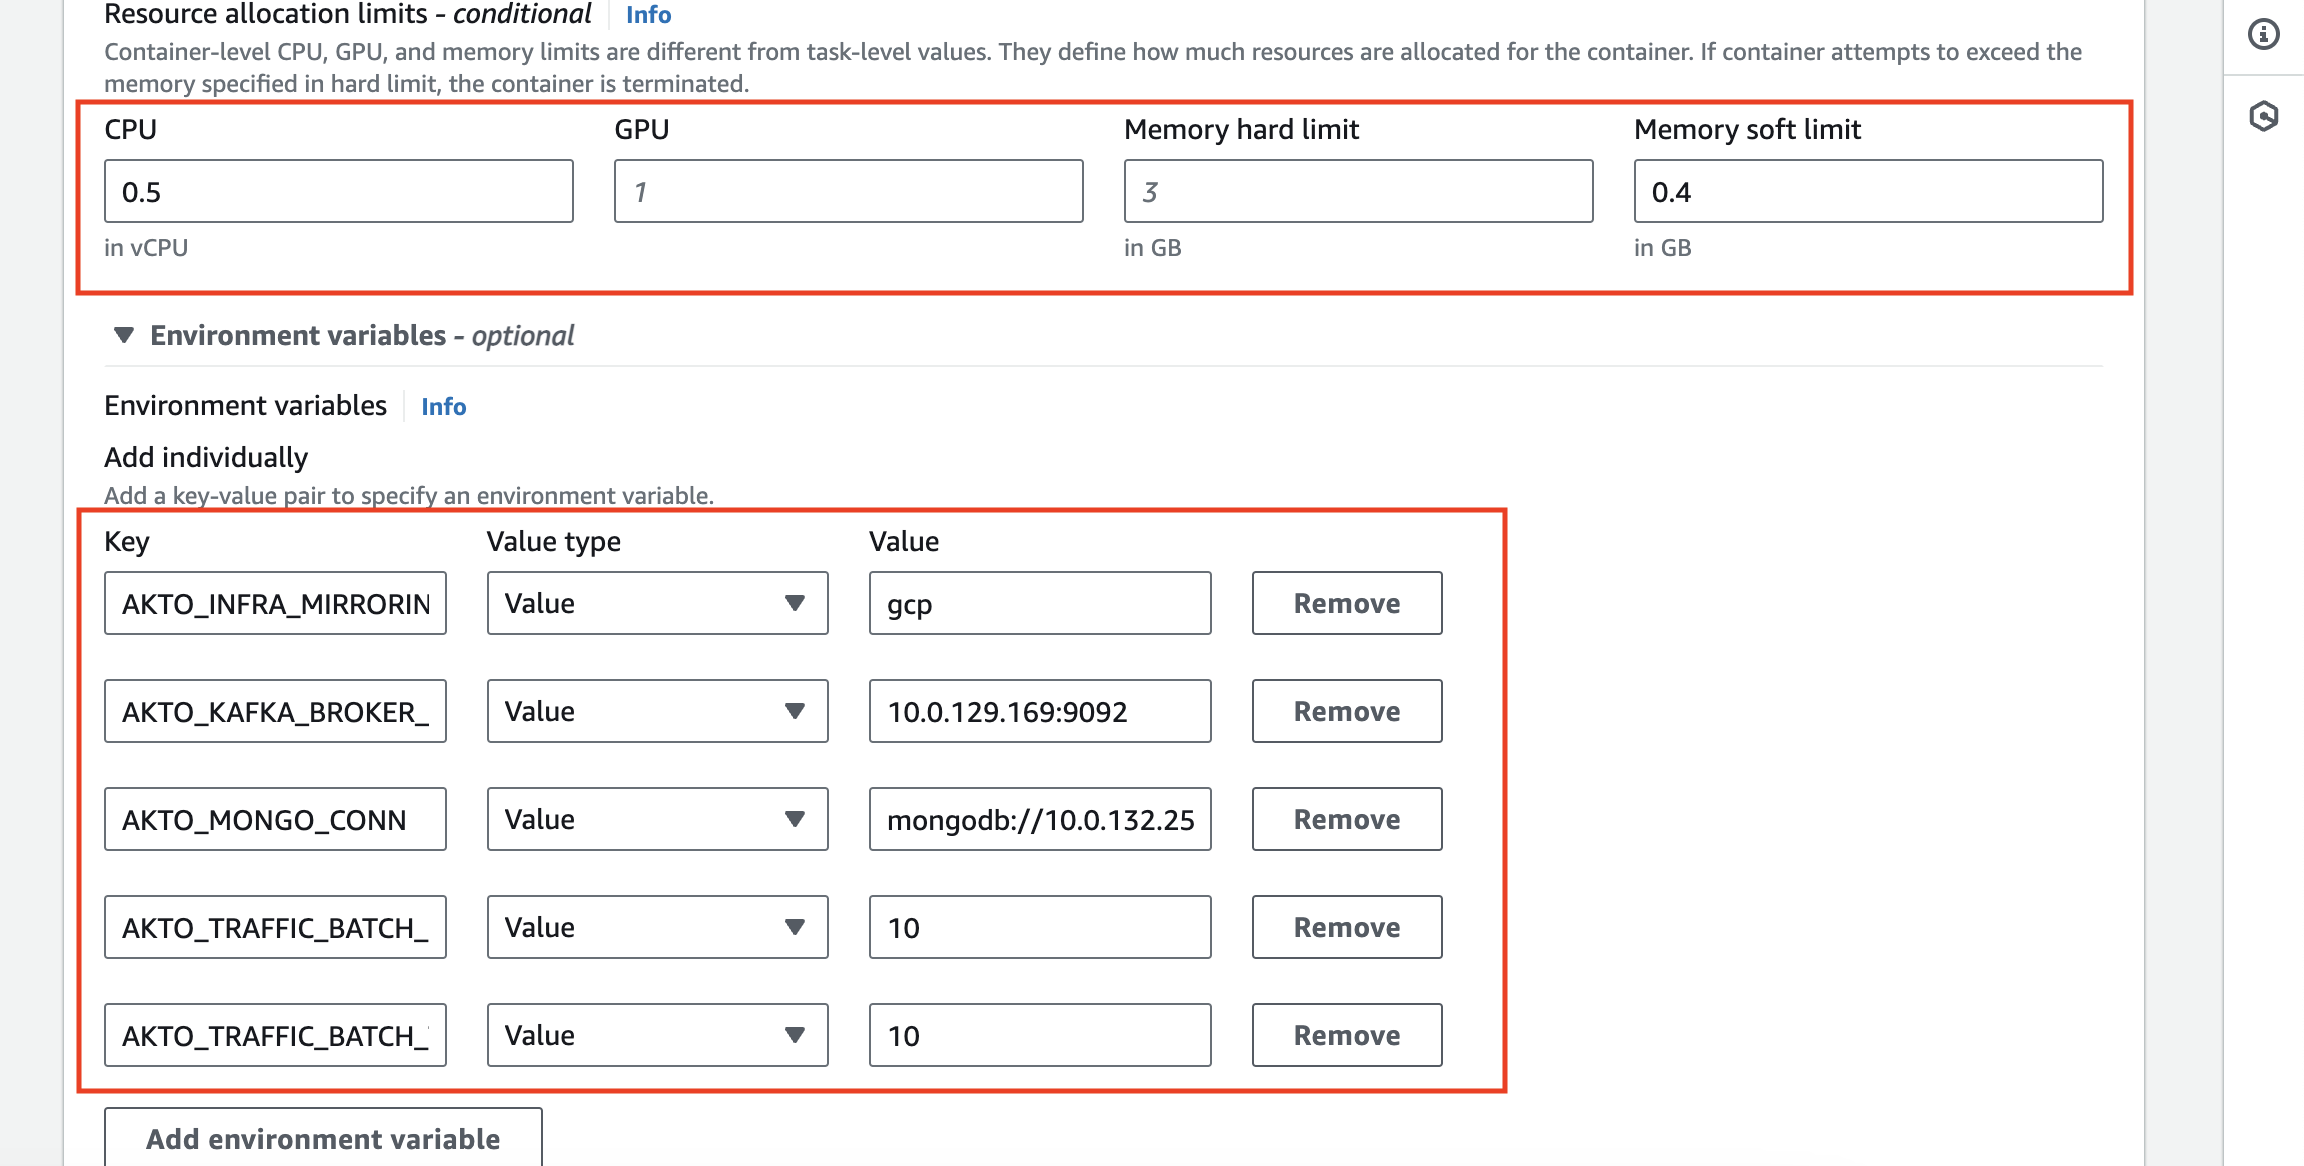 Resource allocation limits - conditional Info
Container-level CPU, GPU, and memory limits are different from task-level values. They define how much resources are allocated for the container. If container attempts to exceed the
memory specified in hard limit, the container is terminated.
CPU GPU Memory hard limit Memory soft limit
0.5 1 3 0.4
in vCPU in GB in GB
Environment variables - optional
Environment variables Info
Add individually
Add a key-value pair to specify an environment variable.
Key Value type Value
AKTO_INFRA_MIRRORIN Value gcp Remove
AKTO_KAFKA_BROKER_ Value 10.0.129.169:9092 Remove
AKTO_MONGO_CONN Value mongodb://10.0.132.25 Remove
AKTO_TRAFFIC_BATCH_ Value 10 Remove
AKTO_TRAFFIC_BATCH_ Value 10 Remove
Add environment variable